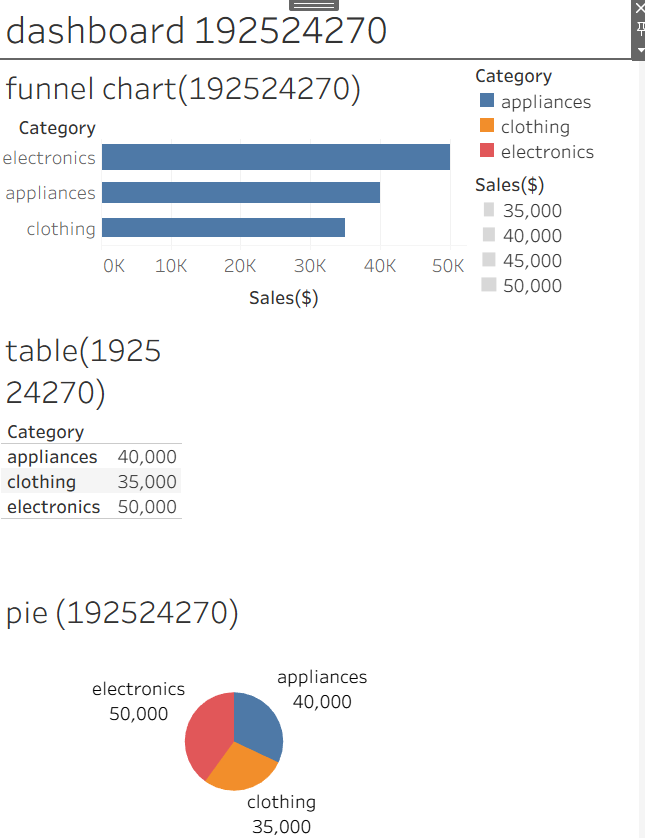 dashboard 192524270
funnel chart(192524270)
Category
electronics
appliances
clothing
0K 10K 20K 30K 40K 50K
Sales($)
Category
appliances
clothing
electronics
Sales($)
35,000
40,000
45,000
50,000
table(1925
24270)
Category
appliances 40,000
clothing 35,000
electronics 50,000
pie (192524270)
electronics
50,000
appliances
40,000
clothing
35,000